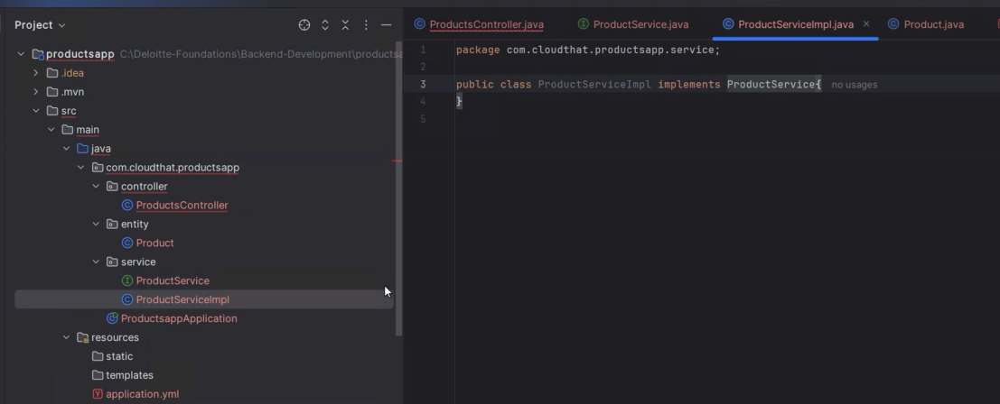 Project
productsapp C:\Deloitte-Foundations\Backend-Development\productsa
.idea
.mvn
src
main
java
com.cloudthat.productsapp
controller
ProductsController
entity
Product
service
ProductService
ProductServiceImpl
ProductsappApplication
resources
static
templates
application.yml
ProductsController.java ProductService.java ProductServiceImpl.java Product.java
1 package com.cloudthat.productsapp.service;
2
3 public class ProductServiceImpl implements ProductService{ no usages
4 }
5